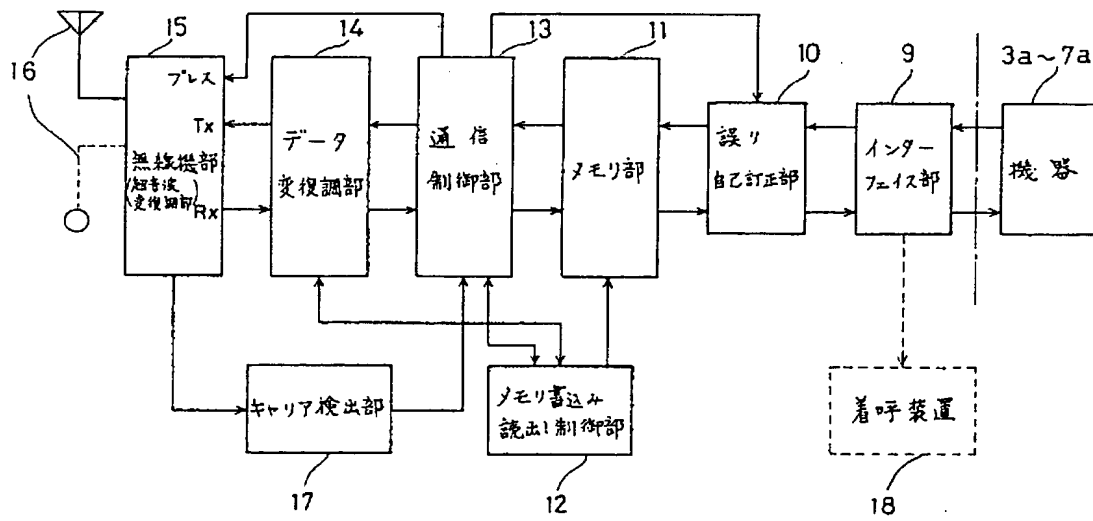 16
15
14
13
11
10
9
3a~7a
プレス
Tx
無線機部
(超音波
変復調部)
Rx
データ
変復調部
通信
制御部
メモリ部
誤り
自己訂正部
インター
フェイス部
機器
キャリア検出部
17
メモリ書込み
読出し制御部
12
着呼装置
18